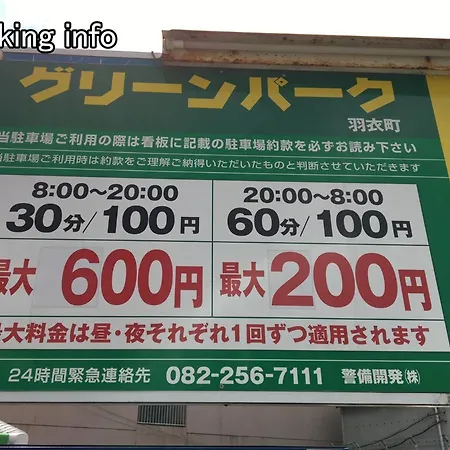 king info
グリーンパーク
羽衣町
当駐車場ご利用の際は看板に記載の駐車場約款を必ずお読み下さい
当駐車場ご利用時は約款をご理解ご納得いただいたものと判断させていただきます
8:00〜20:00
30分/100円
最大600円
20:00〜8:00
60分/100円
最大200円
最大料金は昼・夜それぞれ1回ずつ適用されます
24時間緊急連絡先 082-256-7111 警備開発㈱